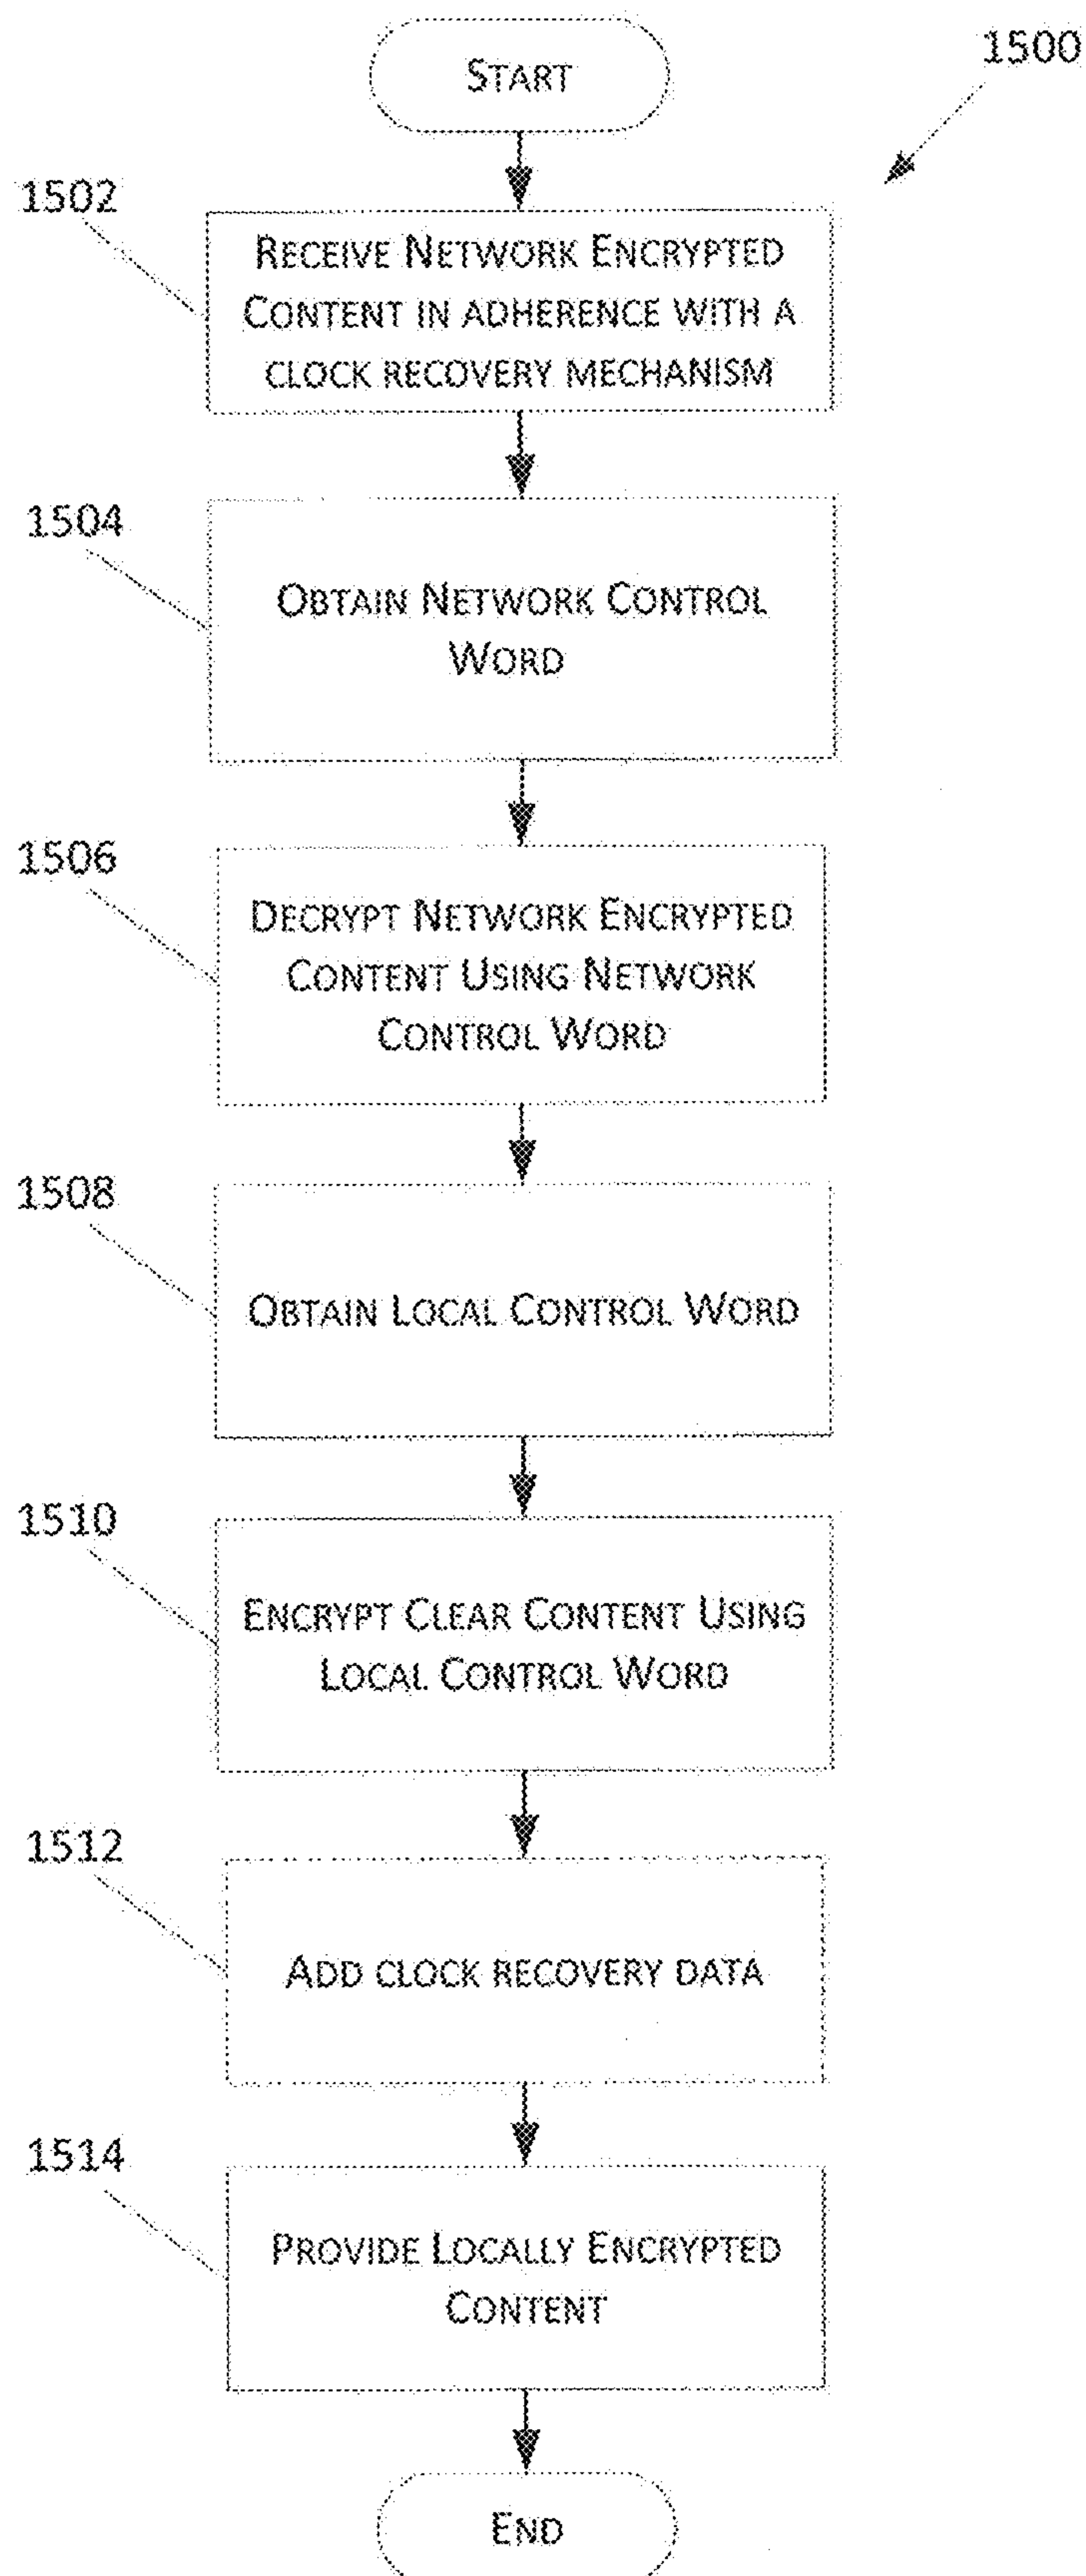 START
1500
1502
RECEIVE NETWORK ENCRYPTED
CONTENT IN ADHERENCE WITH A
CLOCK RECOVERY MECHANISM
1504
OBTAIN NETWORK CONTROL
WORD
1506
DECRYPT NETWORK ENCRYPTED
CONTENT USING NETWORK
CONTROL WORD
1508
OBTAIN LOCAL CONTROL WORD
1510
ENCRYPT CLEAR CONTENT USING
LOCAL CONTROL WORD
1512
ADD CLOCK RECOVERY DATA
1514
PROVIDE LOCALLY ENCRYPTED
CONTENT
END